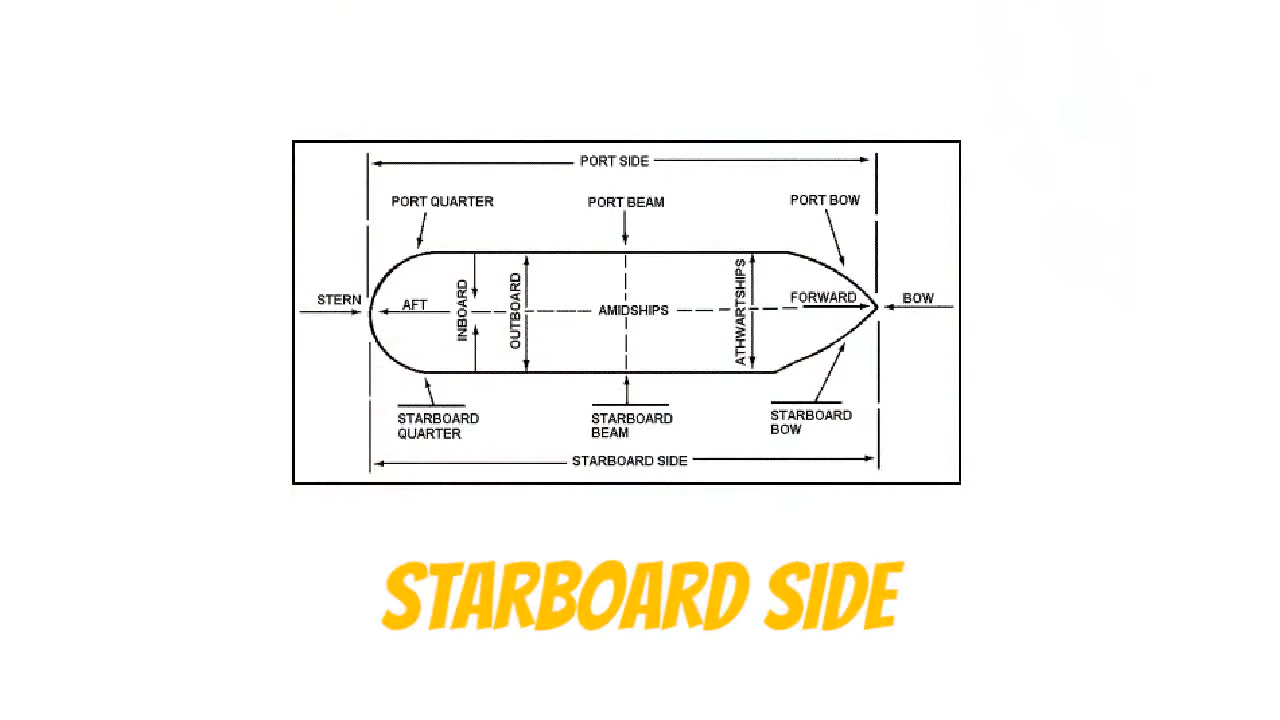 PORT SIDE
PORT QUARTER
PORT BEAM
PORT BOW
STERN
AFT
INBOARD
OUTBOARD
AMIDSHIPS
ATHWARTSHIPS
FORWARD
BOW
STARBOARD
QUARTER
STARBOARD
BEAM
STARBOARD
BOW
STARBOARD SIDE
STARBOARD SIDE